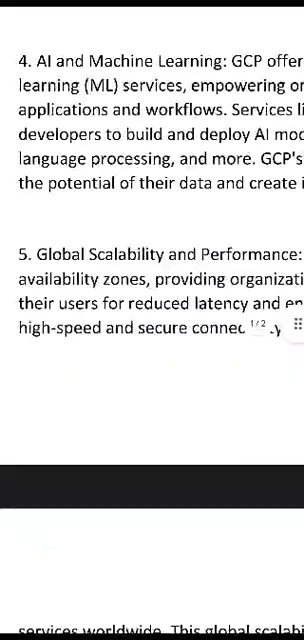 4. AI and Machine Learning: GCP offer
learning (ML) services, empowering or
applications and workflows. Services li
developers to build and deploy AI mod
language processing, and more. GCP's
the potential of their data and create i
5. Global Scalability and Performance:
availability zones, providing organizati
their users for reduced latency and en
high-speed and secure connec
1/2
services worldwide. This global scalabi